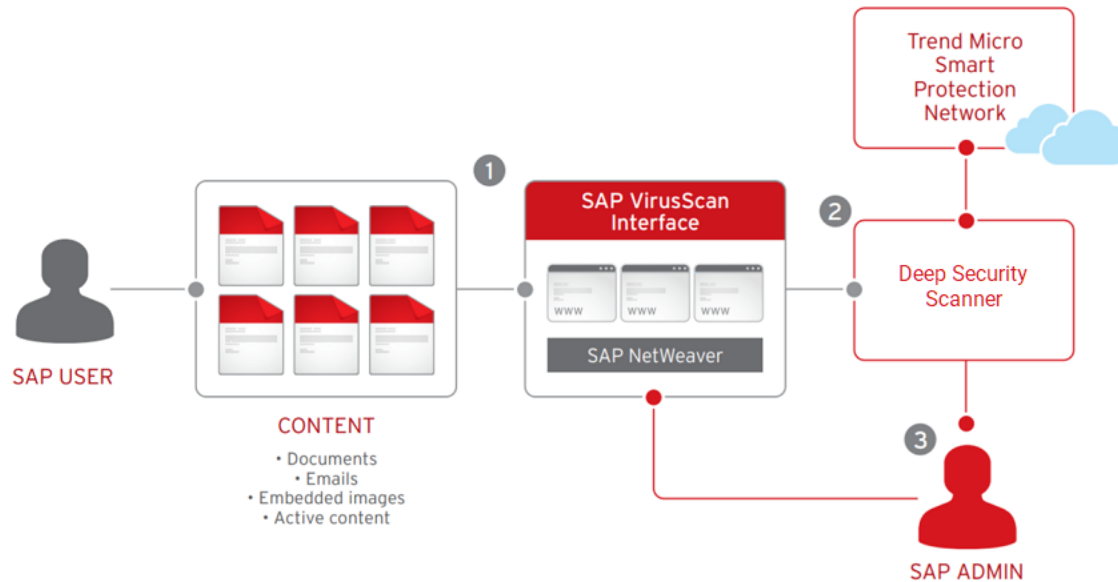 Trend Micro
Smart
Protection
Network
1
SAP VirusScan
Interface
2
www
www
www
Deep Security
Scanner
SAP NetWeaver
SAP USER
CONTENT
• Documents
• Emails
• Embedded images
• Active content
3
SAP ADMIN